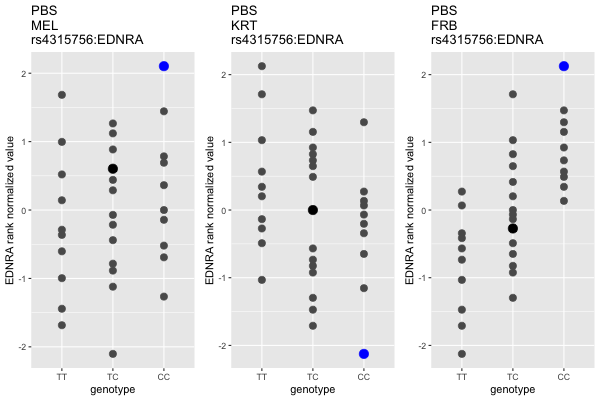 PBS
MEL
rs4315756:EDNRA
EDNRA rank normalized value
2
1
0
-1
-2
TT
TC
CC
genotype
PBS
KRT
rs4315756:EDNRA
EDNRA rank normalized value
2
1
0
-1
-2
TT
TC
CC
genotype
PBS
FRB
rs4315756:EDNRA
EDNRA rank normalized value
2
1
0
-1
-2
TT
TC
CC
genotype